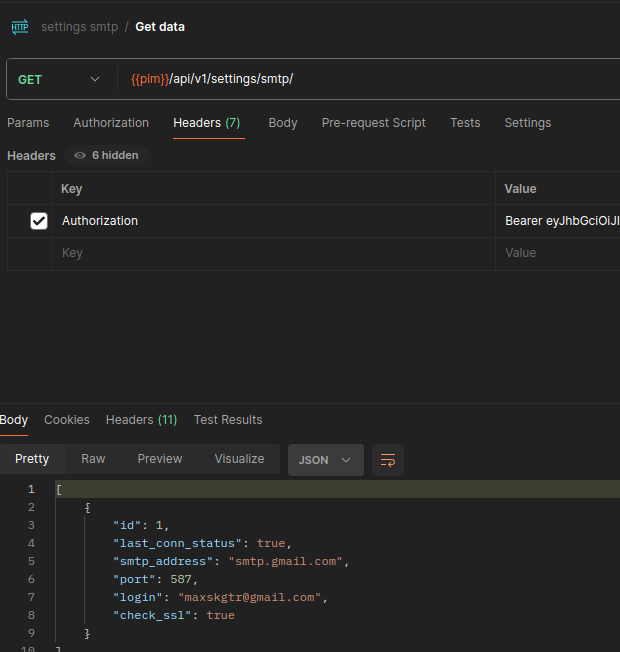 HTTP settings smtp / Get data
GET {{pim}}/api/v1/settings/smtp/
Params Authorization Headers (7) Body Pre-request Script Tests Settings
Headers 6 hidden
Key Value
Authorization Bearer eyJhbGciOiJI
Key Value
Body Cookies Headers (11) Test Results
Pretty Raw Preview Visualize JSON
1 [
2 {
3 "id": 1,
4 "last_conn_status": true,
5 "smtp_address": "smtp.gmail.com",
6 "port": 587,
7 "login": "maxskgtr@gmail.com",
8 "check_ssl": true
9 }
10 ]